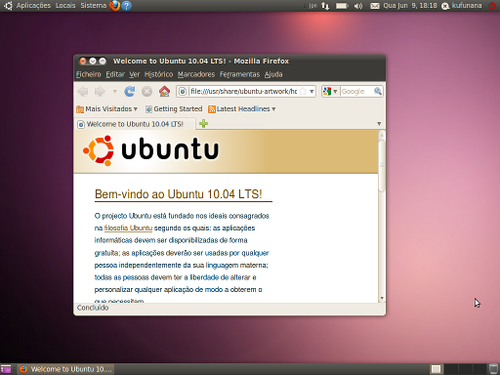 Aplicações Locais Sistema
Qua Jun 9, 18:18 kufunana
Welcome to Ubuntu 10.04 LTS! - Mozilla Firefox
Ficheiro Editar Ver Histórico Marcadores Ferramentas Ajuda
file:///usr/share/ubuntu-artwork/ho Google
Mais Visitados Getting Started Latest Headlines
Welcome to Ubuntu 10.04 LTS!
ubuntu
Bem-vindo ao Ubuntu 10.04 LTS!
O projecto Ubuntu está fundado nos ideais consagrados
na filosofia Ubuntu segundo os quais: as aplicações
informáticas devem ser disponibilizadas de forma
gratuita; as aplicações deverão ser usadas por qualquer
pessoa independentemente da sua linguagem materna;
todas as pessoas devem ter a liberdade de alterar e
personalizar qualquer aplicação de modo a obterem o
que necessitam
Concluído
Welcome to Ubuntu 10....